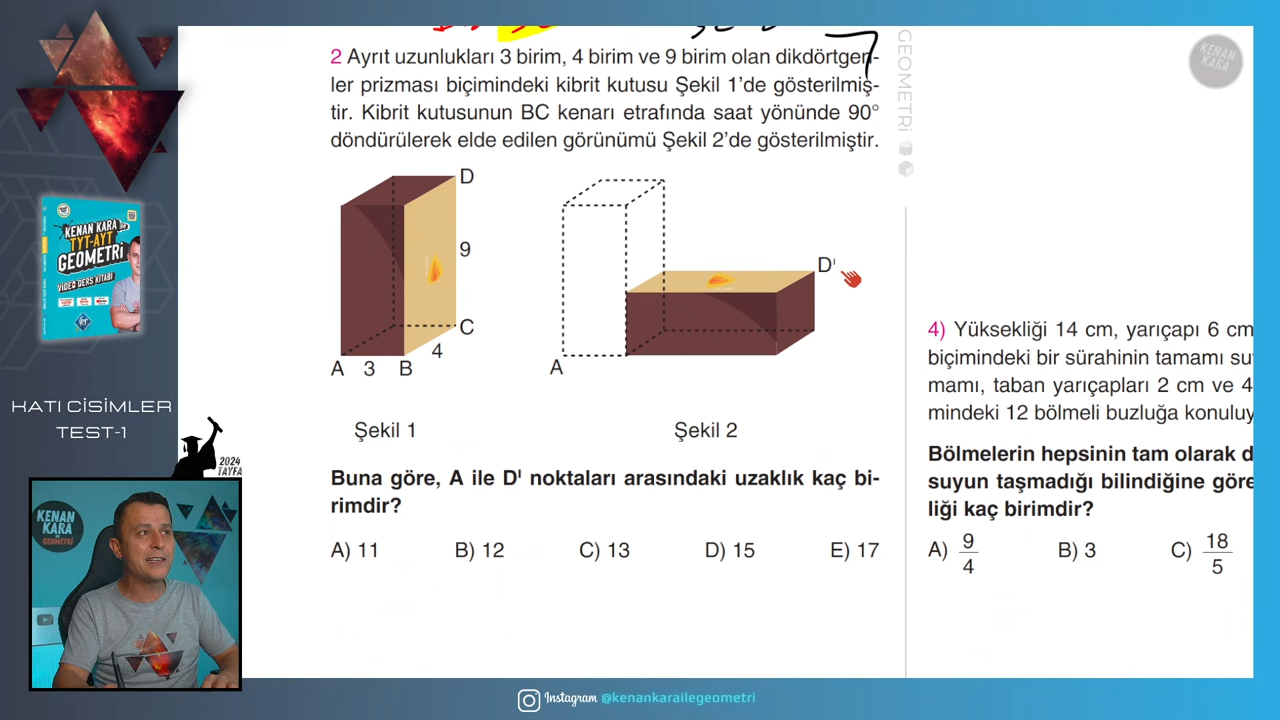 2 Ayrıt uzunlukları 3 birim, 4 birim ve 9 birim olan dikdörtgen-
ler prizması biçimindeki kibrit kutusu Şekil 1'de gösterilmiş-
tir. Kibrit kutusunun BC kenarı etrafında saat yönünde 90°
döndürülerek elde edilen görünümü Şekil 2'de gösterilmiştir.
D
9
C
4
A 3 B
D'
A
Şekil 1
Şekil 2
Buna göre, A ile D' noktaları arasındaki uzaklık kaç bi-
rimdir?
A) 11 B) 12 C) 13 D) 15 E) 17
GEOMETRİ
KENAN
KARA
4) Yüksekliği 14 cm, yarıçapı 6 cm
biçimindeki bir sürahinin tamamı su
mamı, taban yarıçapları 2 cm ve 4
mindeki 12 bölmeli buzluğa konuluy
Bölmelerin hepsinin tam olarak d
suyun taşmadığı bilindiğine göre
liği kaç birimdir?
A) 9/4 B) 3 C) 18/5
KENAN KARA
TYT-AYT
GEOMETRİ
VİDEO DERS KİTABI
KATI CİSİMLER
TEST-1
2024
TAYFA
KENAN
KARA
GEOMETRİ
Instagram @kenankarailegeometri